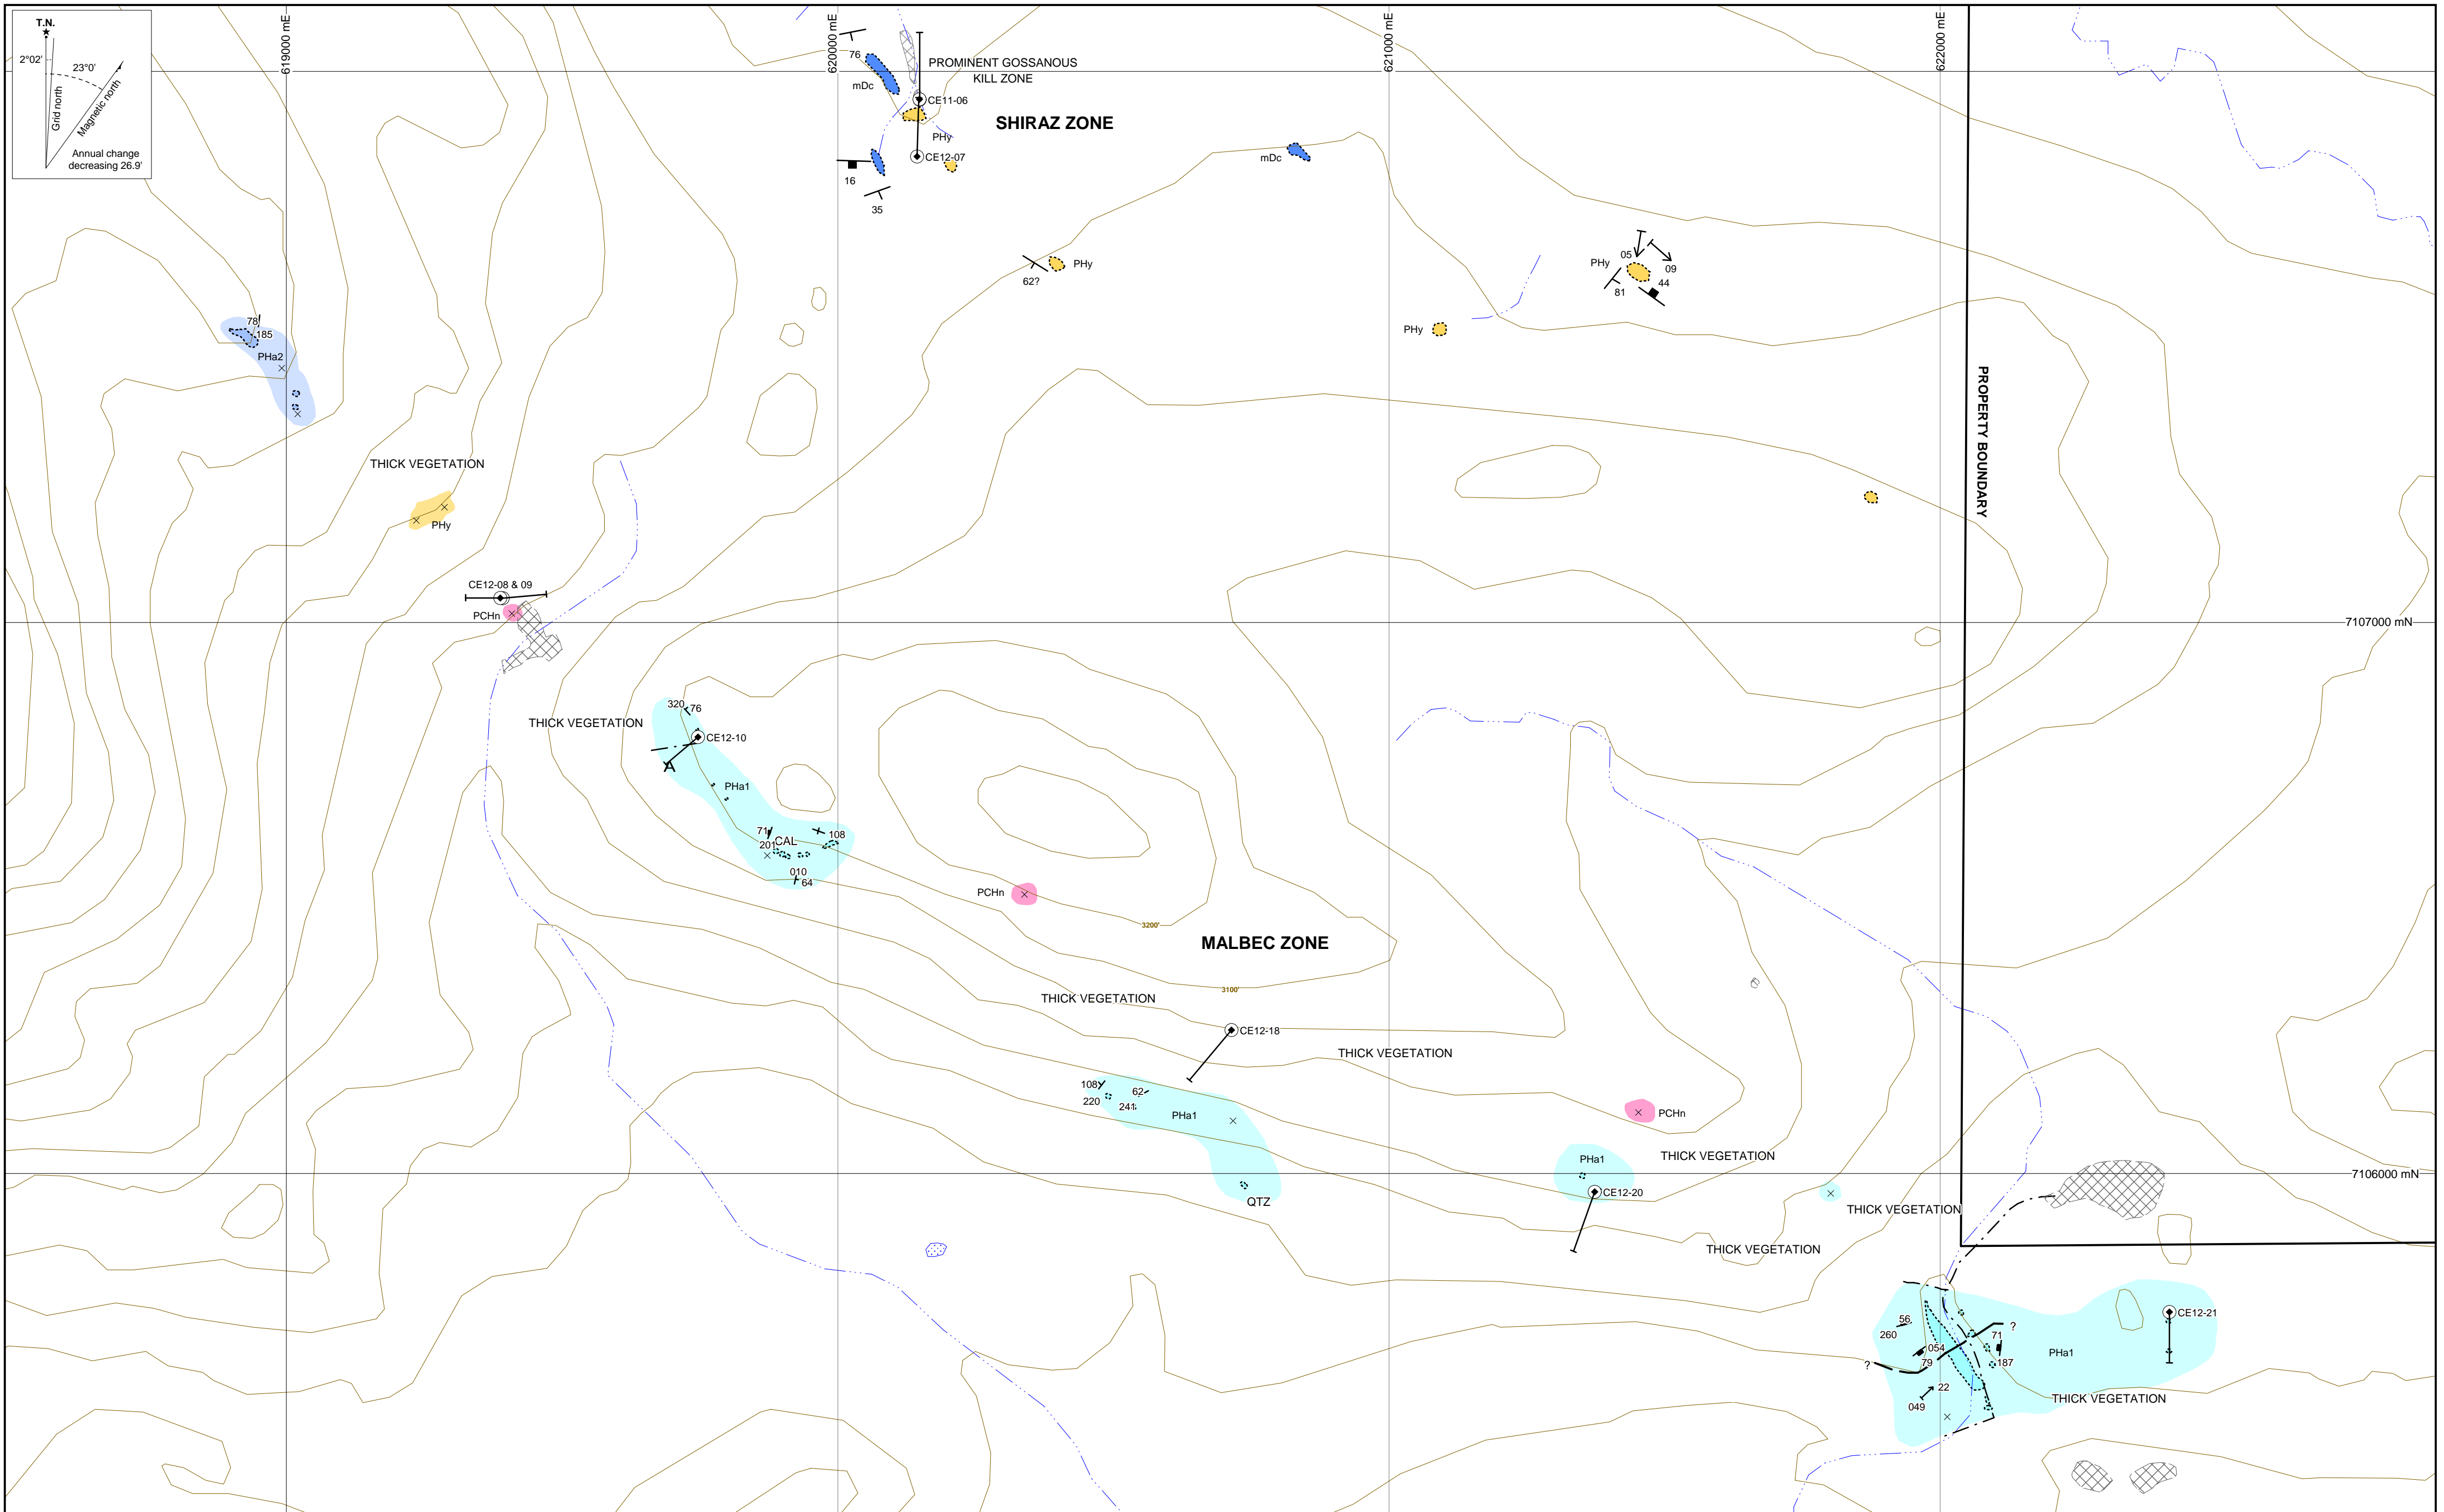 T.N.
2°02'
23°0'
Grid north
Magnetic north
Annual change
decreasing 26.9'
619000 mE
620000 mE
621000 mE
622000 mE
76
mDc
PROMINENT GOSSANOUS
KILL ZONE
CE11-06
SHIRAZ ZONE
PHy
CE12-07
16
35
mDc
62?
PHy
PHy
05
09
44
81
PHy
78
185
PHa2
PROPERTY BOUNDARY
THICK VEGETATION
PHy
CE12-08 & 09
PCHn
7107000 mN
320
76
THICK VEGETATION
CE12-10
A
PHa1
71
201
CAL
108
010
64
PCHn
3200'
MALBEC ZONE
3100'
THICK VEGETATION
CE12-18
THICK VEGETATION
108
220
62
241
PHa1
PCHn
THICK VEGETATION
PHa1
7106000 mN
CE12-20
QTZ
THICK VEGETATION
THICK VEGETATION
CE12-21
56
260
?
71
054
79
?
187
PHa1
22
049
THICK VEGETATION